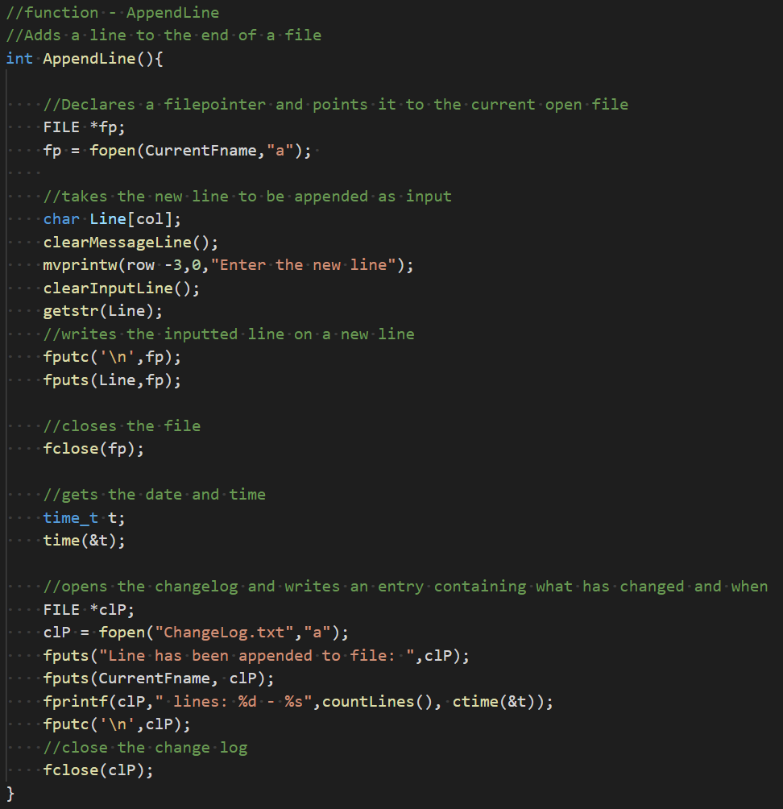 //function - AppendLine
//Adds a line to the end of a file
int AppendLine(){
//Declares a filepointer and points it to the current open file
FILE *fp;
fp = fopen(CurrentFname,"a");
//takes the new line to be appended as input
char Line[col];
clearMessageLine();
mvprintw(row -3,0,"Enter the new line");
clearInputLine();
getstr(Line);
//writes the inputted line on a new line
fputc('\n',fp);
fputs(Line,fp);
//closes the file
fclose(fp);
//gets the date and time
time_t t;
time(&t);
//opens the changelog and writes an entry containing what has changed and when
FILE *clP;
clP = fopen("ChangeLog.txt","a");
fputs("Line has been appended to file: ",clP);
fputs(CurrentFname, clP);
fprintf(clP," lines: %d - %s",countLines(), ctime(&t));
fputc('\n',clP);
//close the change log
fclose(clP);
}